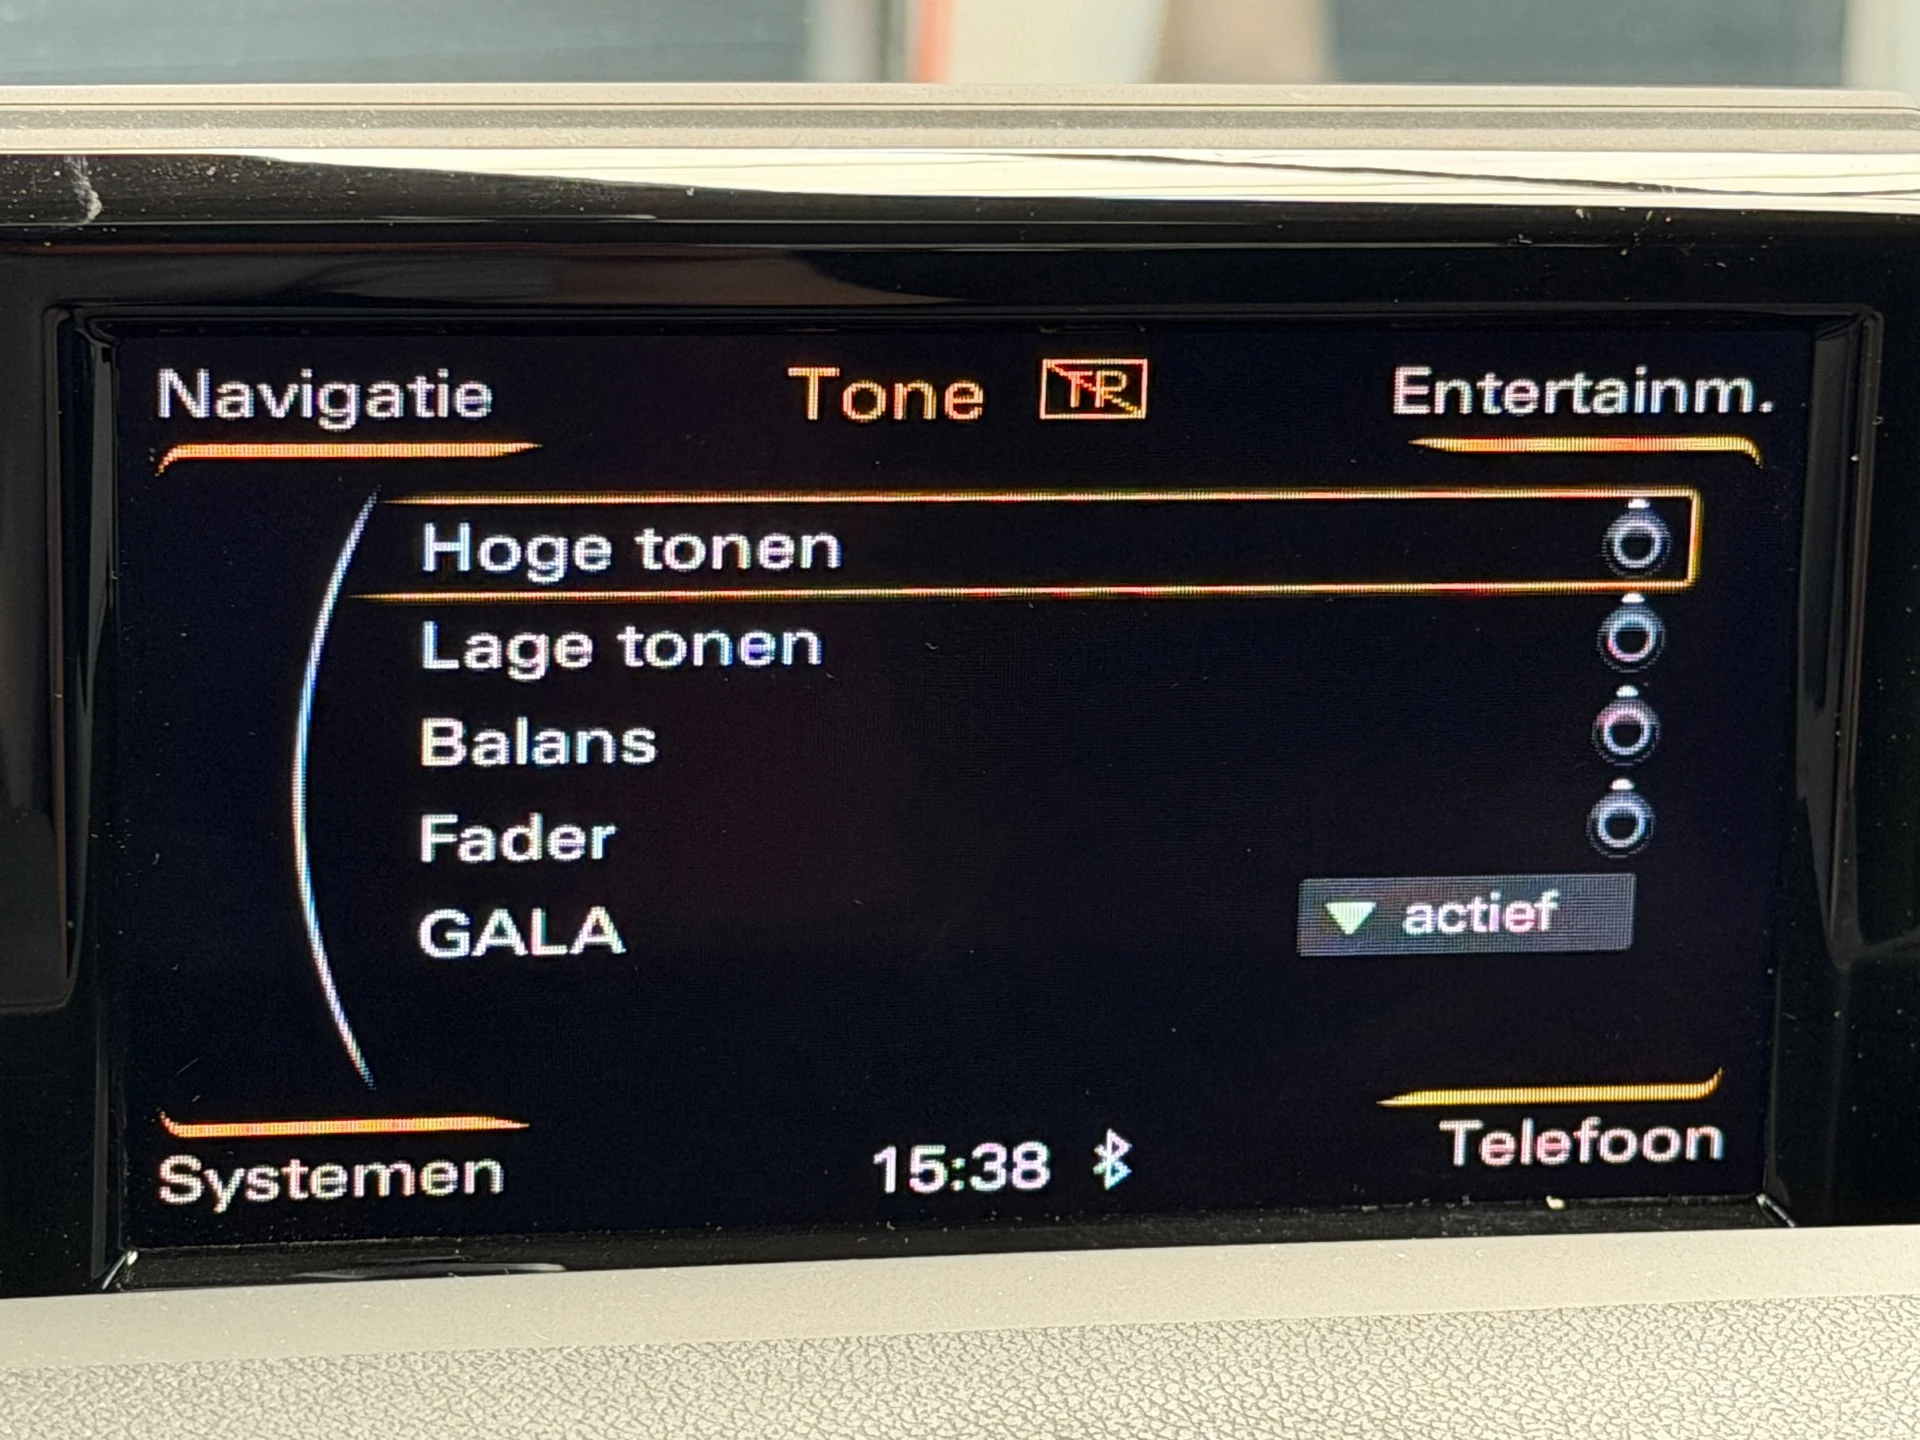 Navigatie Tone TP Entertainm.
Hoge tonen
Lage tonen
Balans
Fader
GALA actief
Systemen 15:38 Telefoon